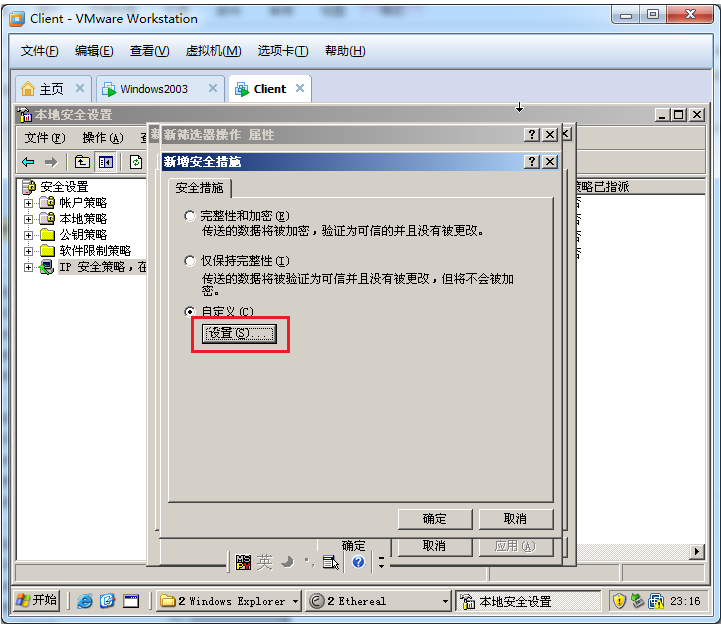 Client - VMware Workstation
文件(F) 编辑(E) 查看(V) 虚拟机(M) 选项卡(T) 帮助(H)
主页 Windows2003 Client
本地安全设置
文件(F) 操作(A)
新筛选器操作 属性
新增安全措施
安全措施
安全设置
帐户策略
本地策略
公钥策略
软件限制策略
IP 安全策略，在
略已指派
完整性和加密(E)
传送的数据将被加密，验证为可信的并且没有被更改。
仅保持完整性(I)
传送的数据将被验证为可信并且没有被更改，但将不会被加
密。
自定义(C)
设置(S)...
确定 取消
确定 取消 应用(A)
英
开始 2 Windows Explorer 2 Ethereal 本地安全设置 23:16